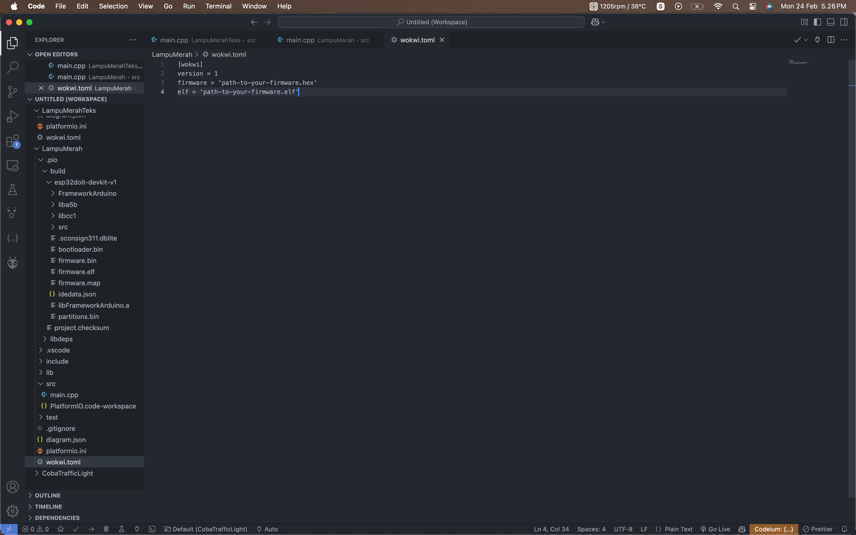 Code File Edit Selection View Go Run Terminal Window Help
1205rpm / 38°C
S
Mon 24 Feb 5.26 PM
Untitled (Workspace)
EXPLORER
OPEN EDITORS
main.cpp LampuMerahTeks...
main.cpp LampuMerah • src
wokwi.toml LampuMerah
UNTITLED (WORKSPACE)
LampuMerahTeks
diagram.json
platformio.ini
wokwi.toml
LampuMerah
.pio
build
esp32doit-devkit-v1
FrameworkArduino
liba5b
libcc1
src
.sconsign311.dblite
bootloader.bin
firmware.bin
firmware.elf
firmware.map
idedata.json
libFrameworkArduino.a
partitions.bin
project.checksum
libdeps
.vscode
include
lib
src
main.cpp
PlatformIO.code-workspace
test
.gitignore
diagram.json
platformio.ini
wokwi.toml
CobaTrafficLight
OUTLINE
TIMELINE
DEPENDENCIES
1
main.cpp LampuMerahTeks • src
main.cpp LampuMerah • src
wokwi.toml
LampuMerah > wokwi.toml
1 [wokwi]
2 version = 1
3 firmware = 'path-to-your-firmware.hex'
4 elf = 'path-to-your-firmware.elf'
0 0
Default (CobaTrafficLight)
Auto
Ln 4, Col 34
Spaces: 4
UTF-8
LF
Plain Text
Go Live
Codeium: {...}
Prettier